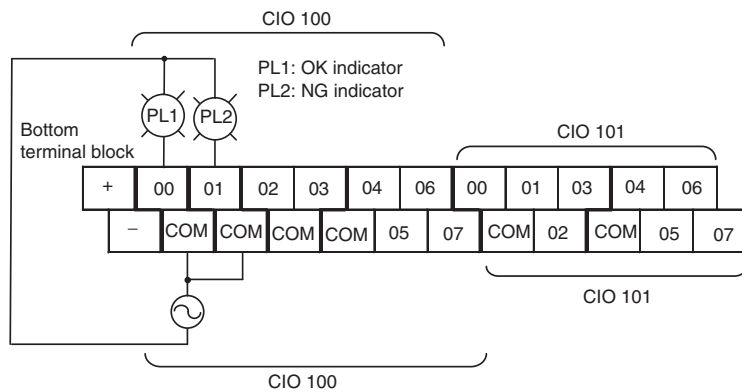 CIO 100
PL1: OK indicator
PL2: NG indicator
PL1 PL2
Bottom
terminal block
CIO 101
+ 00 01 02 03 04 06 00 01 03 04 06
− COM COM COM COM 05 07 COM 02 COM 05 07
CIO 101
CIO 100